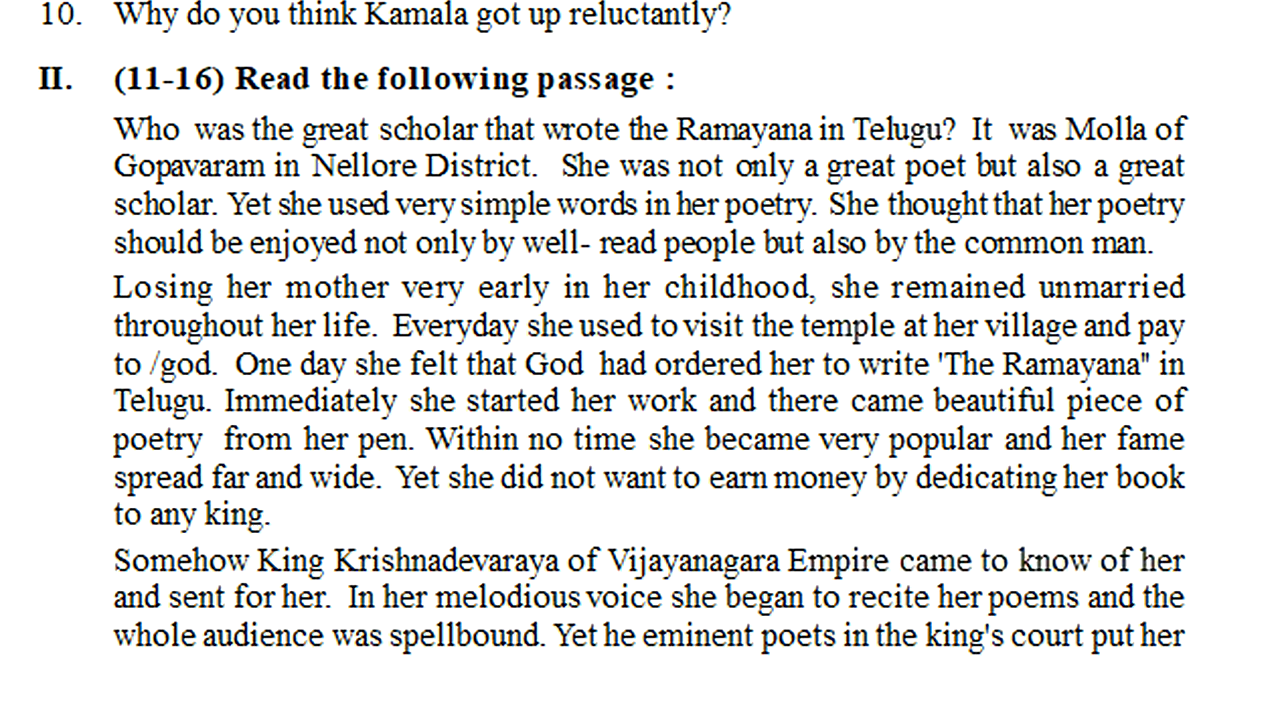 10. Why do you think Kamala got up reluctantly?
II. (11-16) Read the following passage :
Who was the great scholar that wrote the Ramayana in Telugu? It was Molla of
Gopavaram in Nellore District. She was not only a great poet but also a great
scholar. Yet she used very simple words in her poetry. She thought that her poetry
should be enjoyed not only by well- read people but also by the common man.
Losing her mother very early in her childhood, she remained unmarried
throughout her life. Everyday she used to visit the temple at her village and pay
to /god. One day she felt that God had ordered her to write 'The Ramayana" in
Telugu. Immediately she started her work and there came beautiful piece of
poetry from her pen. Within no time she became very popular and her fame
spread far and wide. Yet she did not want to earn money by dedicating her book
to any king.
Somehow King Krishnadevaraya of Vijayanagara Empire came to know of her
and sent for her. In her melodious voice she began to recite her poems and the
whole audience was spellbound. Yet he eminent poets in the king's court put her